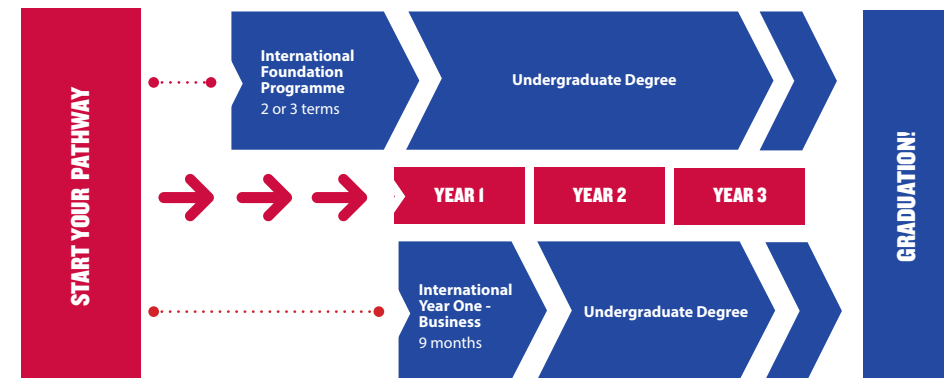 START YOUR PATHWAY
International
Foundation
Programme
2 or 3 terms
Undergraduate Degree
YEAR 1
YEAR 2
YEAR 3
International
Year One -
Business
9 months
Undergraduate Degree
GRADUATION!